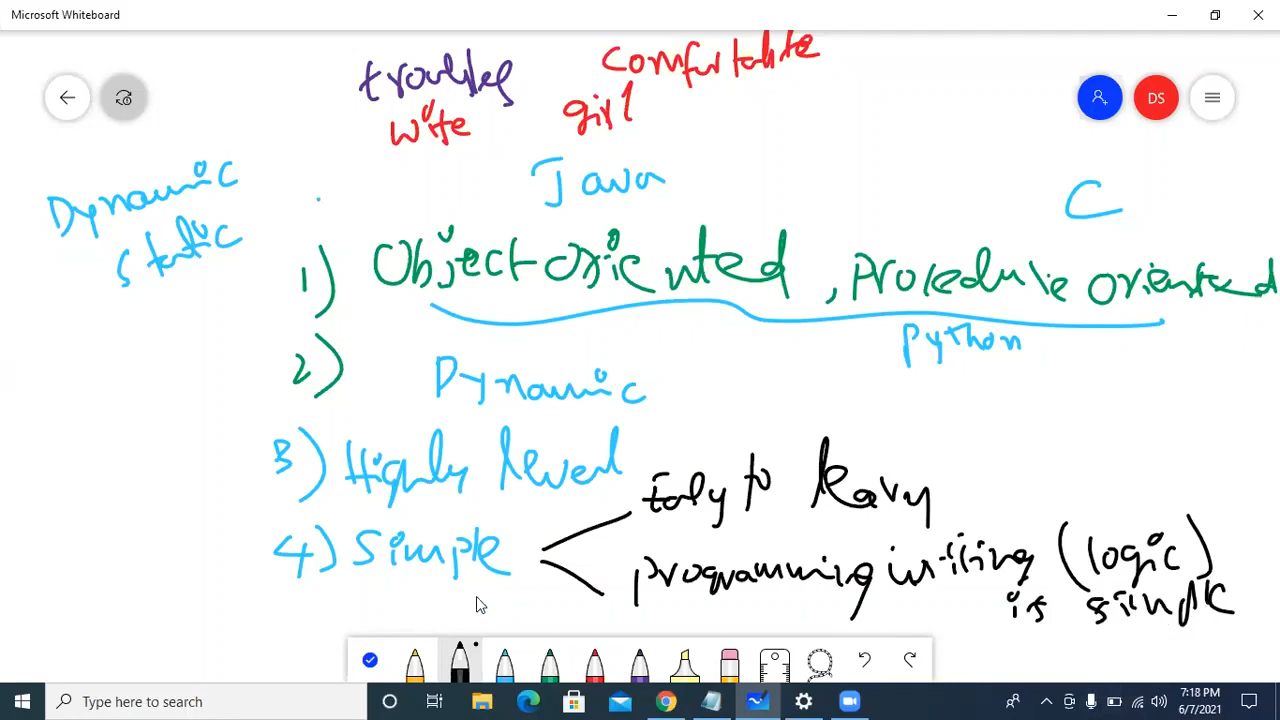 Microsoft Whiteboard
troubles
comfortable
wife
girl
DS
Java
C
Dynamic
static
1) Object oriented, procedure oriented
python
2) Dynamic
3) Highly level
Easy to learn
4) Simple
programming writing (logic)
is simple
Type here to search
7:18 PM
6/7/2021